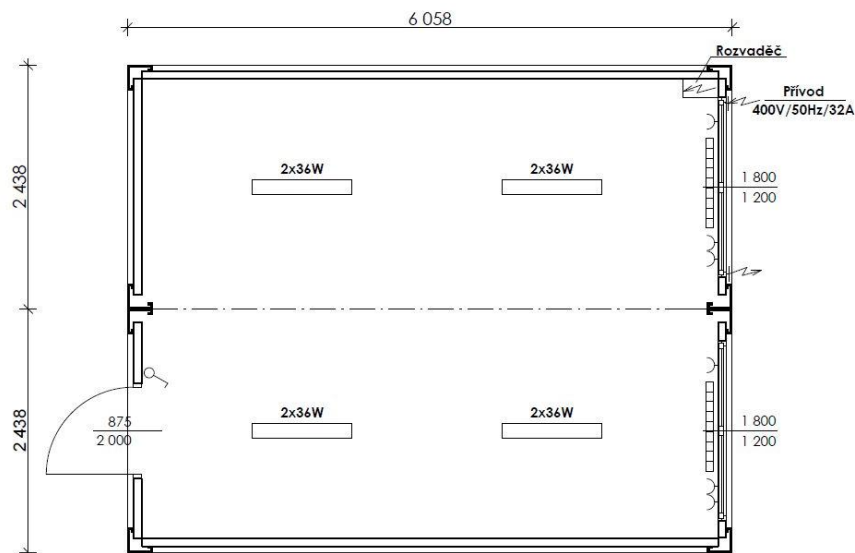 6 058
Rozvaděč
Přívod
400V/50Hz/32A
2 438
2x36W
2x36W
1 800
1 200
2 438
2x36W
2x36W
875
2 000
1 800
1 200